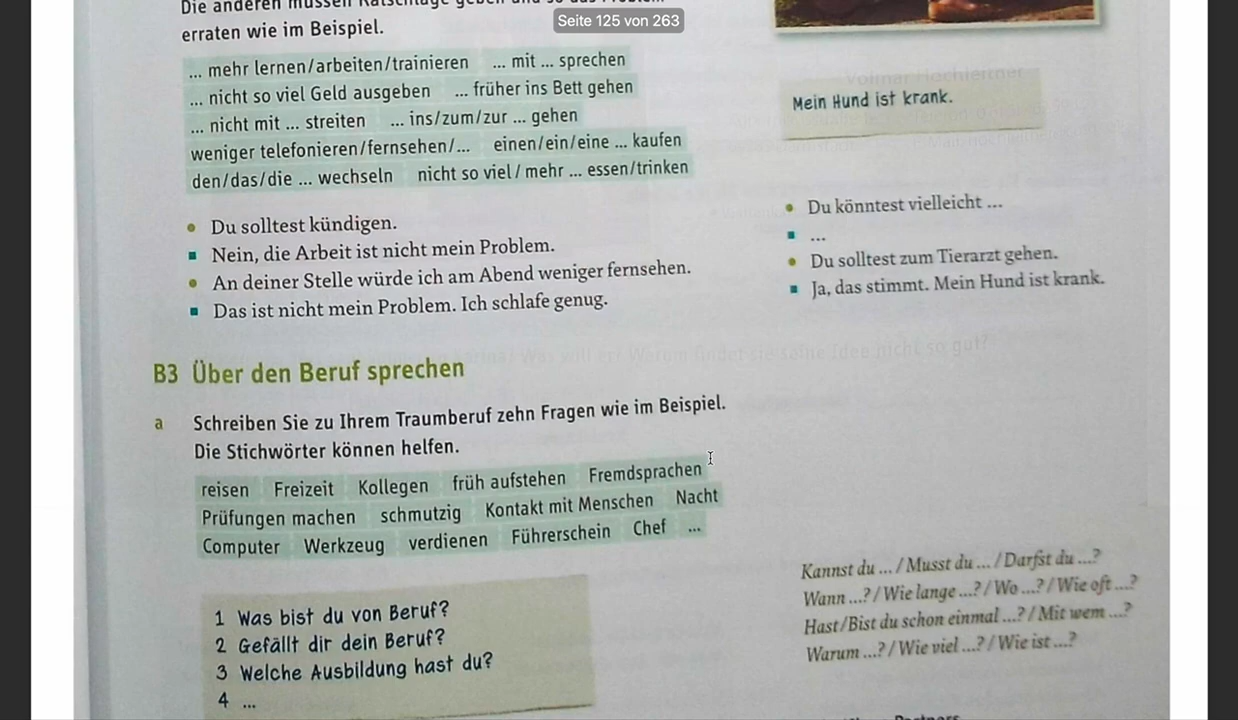 Die anderen müssen Ratschläge geben und so das Problem
erraten wie im Beispiel.
Seite 125 von 263
... mehr lernen/arbeiten/trainieren ... mit ... sprechen
... nicht so viel Geld ausgeben ... früher ins Bett gehen
... nicht mit ... streiten ... ins/zum/zur ... gehen
weniger telefonieren/fernsehen/... einen/ein/eine ... kaufen
den/das/die ... wechseln nicht so viel / mehr ... essen/trinken
Mein Hund ist krank.
Du solltest kündigen.
Nein, die Arbeit ist nicht mein Problem.
An deiner Stelle würde ich am Abend weniger fernsehen.
Das ist nicht mein Problem. Ich schlafe genug.
Du könntest vielleicht ...
...
Du solltest zum Tierarzt gehen.
Ja, das stimmt. Mein Hund ist krank.
B3 Über den Beruf sprechen
a Schreiben Sie zu Ihrem Traumberuf zehn Fragen wie im Beispiel.
Die Stichwörter können helfen.
reisen Freizeit Kollegen früh aufstehen Fremdsprachen
Prüfungen machen schmutzig Kontakt mit Menschen Nacht
Computer Werkzeug verdienen Führerschein Chef ...
1 Was bist du von Beruf?
2 Gefällt dir dein Beruf?
3 Welche Ausbildung hast du?
4 ...
Kannst du ... / Musst du ... / Darfst du ...?
Wann ...? / Wie lange ...? / Wo ...? / Wie oft ...?
Hast/Bist du schon einmal ...? / Mit wem ...?
Warum ...? / Wie viel ...? / Wie ist ...?